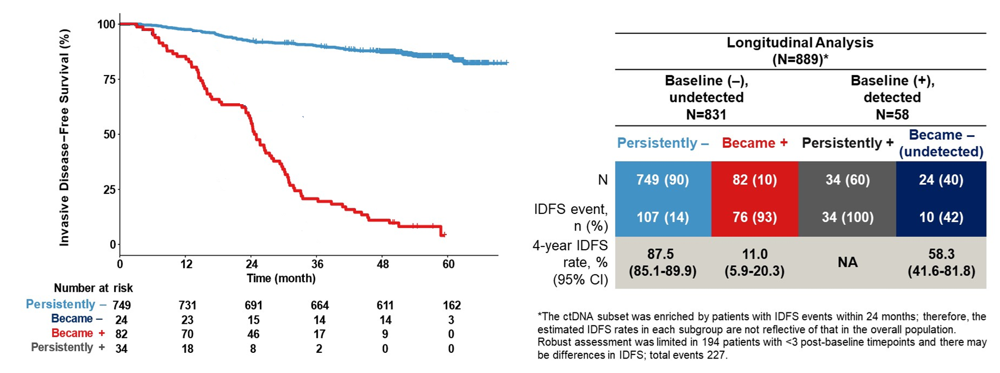 Invasive Disease−Free Survival (%)
100
75
50
25
0
0 12 24 36 48 60
Time (month)
Number at risk
Persistently – 749 731 691 664 611 162
Became – 24 23 15 14 14 3
Became + 82 70 46 17 9 0
Persistently + 34 18 8 2 0 0
Longitudinal Analysis
(N=889)*
Baseline (–),
undetected
N=831
Baseline (+),
detected
N=58
Persistently – Became + Persistently + Became –
(undetected)
N 749 (90) 82 (10) 34 (60) 24 (40)
IDFS event,
n (%)
107 (14) 76 (93) 34 (100) 10 (42)
4-year IDFS
rate, %
(95% CI)
87.5
(85.1-89.9)
11.0
(5.9-20.3)
NA
58.3
(41.6-81.8)
*The ctDNA subset was enriched by patients with IDFS events within 24 months; therefore, the
estimated IDFS rates in each subgroup are not reflective of that in the overall population.
Robust assessment was limited in 194 patients with <3 post-baseline timepoints and there may
be differences in IDFS; total events 227.